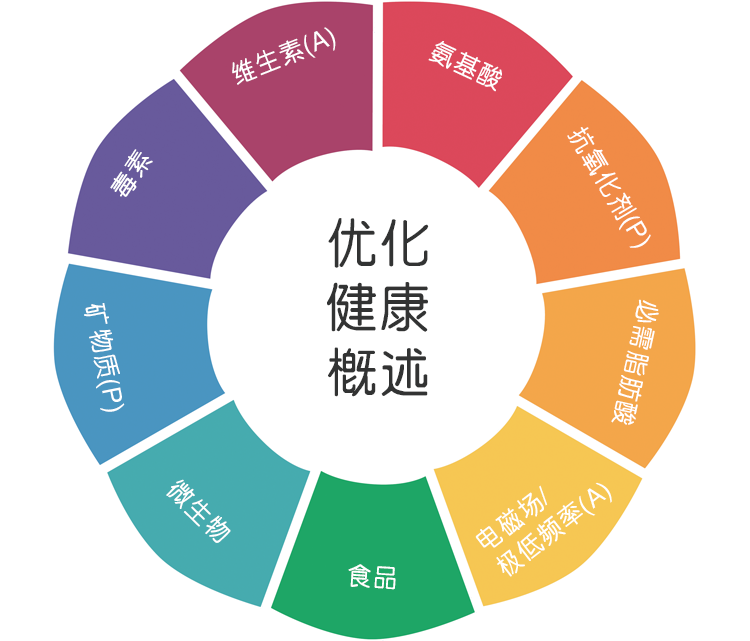 优化
健康
概述
氨基酸
抗氧化剂(P)
必需脂肪酸
电磁场/
极低频率(A)
食品
微生物
矿物质(P)
毒素
维生素(A)